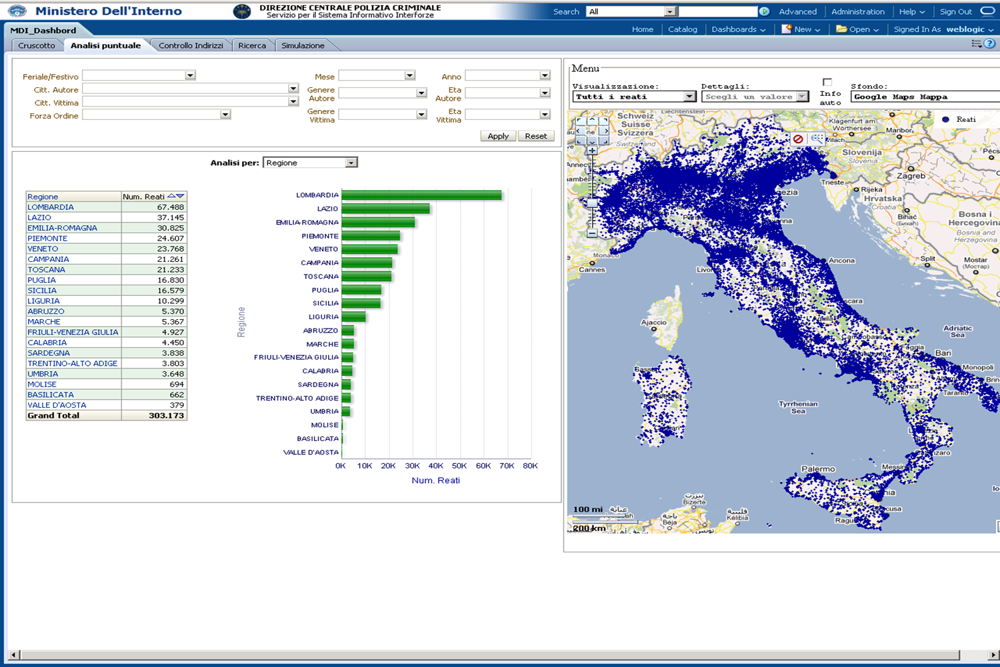 Ministero Dell'Interno
DIREZIONE CENTRALE POLIZIA CRIMINALE
Servizio per il Sistema Informativo Interforze
Search All Advanced Administration Help Sign Out
MDI_Dashbord
Home Catalog Dashboards New Open Signed In As weblogic
Cruscotto Analisi puntuale Controllo Indirizzi Ricerca Simulazione
Feriale/Festivo Mese Anno
Citt. Autore Genere Autore Eta Autore
Citt. Vittima
Forza Ordine Genere Vittima Eta Vittima
Apply Reset
Analisi per: Regione
Regione Num. Reati
LOMBARDIA 67.488
LAZIO 37.145
EMILIA-ROMAGNA 30.825
PIEMONTE 24.607
VENETO 23.768
CAMPANIA 21.261
TOSCANA 21.233
PUGLIA 16.830
SICILIA 16.579
LIGURIA 10.299
ABRUZZO 5.370
MARCHE 5.367
FRIULI-VENEZIA GIULIA 4.927
CALABRIA 4.450
SARDEGNA 3.838
TRENTINO-ALTO ADIGE 3.803
UMBRIA 3.648
MOLISE 694
BASILICATA 662
VALLE D'AOSTA 379
Grand Total 303.173
Regione
LOMBARDIA
LAZIO
EMILIA-ROMAGNA
PIEMONTE
VENETO
CAMPANIA
TOSCANA
PUGLIA
SICILIA
LIGURIA
ABRUZZO
MARCHE
FRIULI-VENEZIA GIULIA
CALABRIA
SARDEGNA
TRENTINO-ALTO ADIGE
UMBRIA
MOLISE
BASILICATA
VALLE D'AOSTA
0K 10K 20K 30K 40K 50K 60K 70K 80K
Num. Reati
Menu
Visualizzazione: Dettagli: Info auto Sfondo:
Tutti i reati Scegli un valore Google Maps Mappa
Reati
Liechtenstein
Schweiz
Suisse
Svizzera
Switzerland
Klagenfurt am
Wörthersee
Villach
Maribor
Slovenija
Slovenia
Pécs
Zagreb
Trieste
Rijeka
Hrvatska
Croatia
Bihać
(Бихаћ)
Bosna i
Hercegovina
Bosnia and
Herzegovina
Split
Mostar
(Мостар)
Monaco
Cannes
Ancona
Ajaccio
Adriatic
Sea
Foggia
Bari
Monopoli
Taranto
Tyrrhenian
Sea
Palermo
بنزرت
Bizerte
باجة
Béja
قليبية
Kélibia
تونس
عنابة
100 mi
200 km